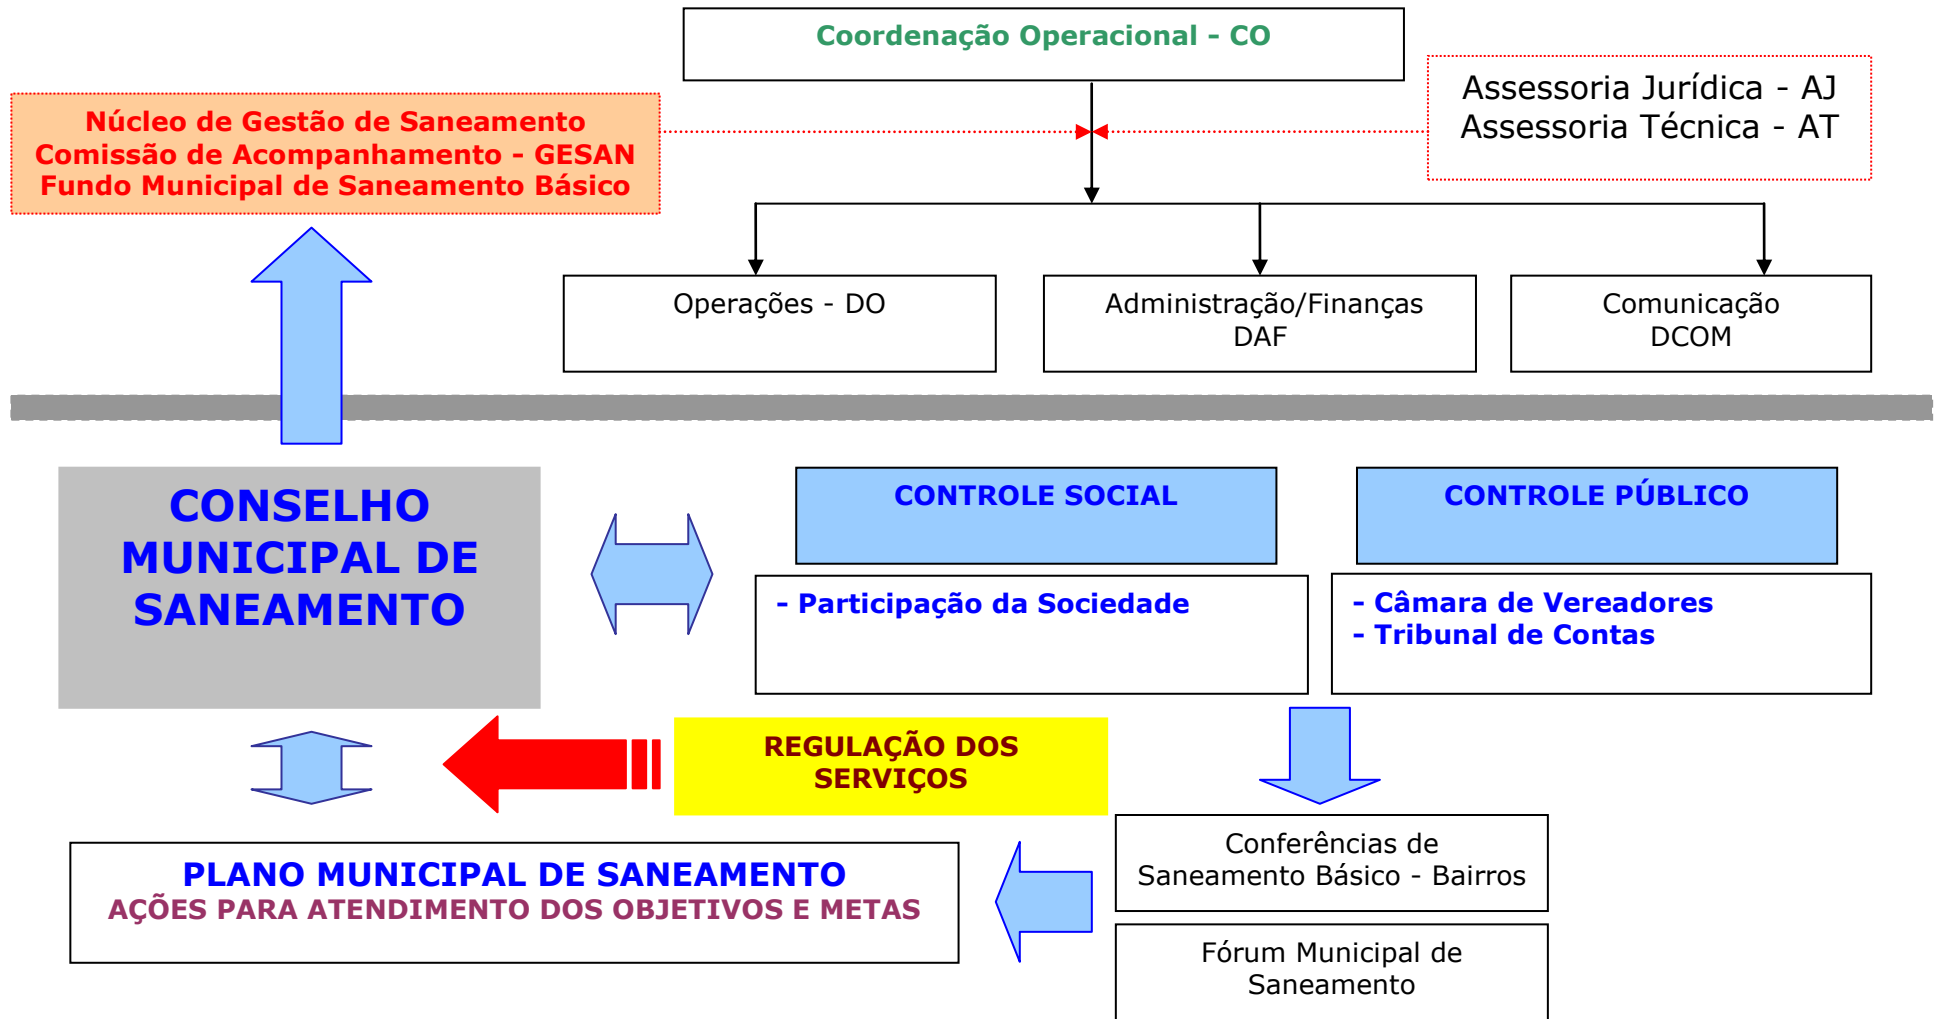 Coordenação Operacional - CO
Núcleo de Gestão de Saneamento
Comissão de Acompanhamento - GESAN
Fundo Municipal de Saneamento Básico
Assessoria Jurídica - AJ
Assessoria Técnica - AT
Operações - DO
Administração/Finanças
DAF
Comunicação
DCOM
CONSELHO
MUNICIPAL DE
SANEAMENTO
CONTROLE SOCIAL
- Participação da Sociedade
CONTROLE PÚBLICO
- Câmara de Vereadores
- Tribunal de Contas
REGULAÇÃO DOS
SERVIÇOS
PLANO MUNICIPAL DE SANEAMENTO
AÇÕES PARA ATENDIMENTO DOS OBJETIVOS E METAS
Conferências de
Saneamento Básico - Bairros
Fórum Municipal de
Saneamento